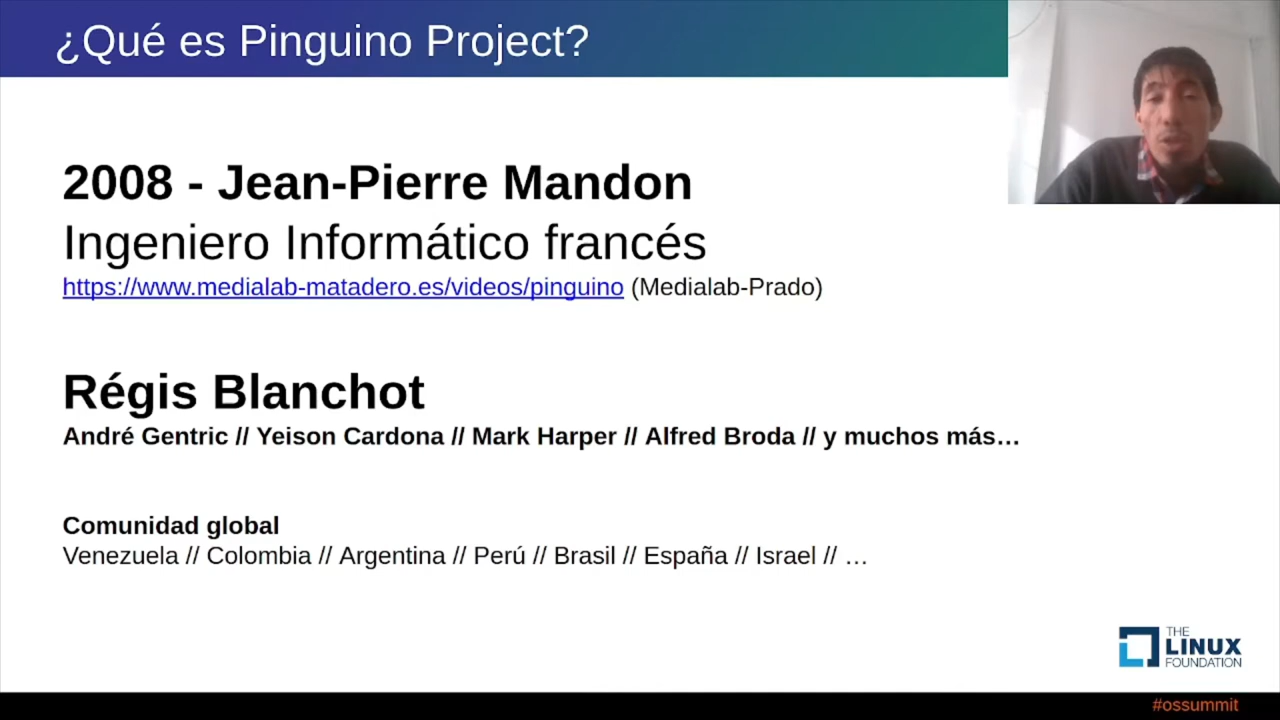 ¿Qué es Pinguino Project?
2008 - Jean-Pierre Mandon
Ingeniero Informático francés
https://www.medialab-matadero.es/videos/pinguino (Medialab-Prado)
Régis Blanchot
André Gentric // Yeison Cardona // Mark Harper // Alfred Broda // y muchos más…
Comunidad global
Venezuela // Colombia // Argentina // Perú // Brasil // España // Israel // …
THE
LINUX
FOUNDATION
#ossummit